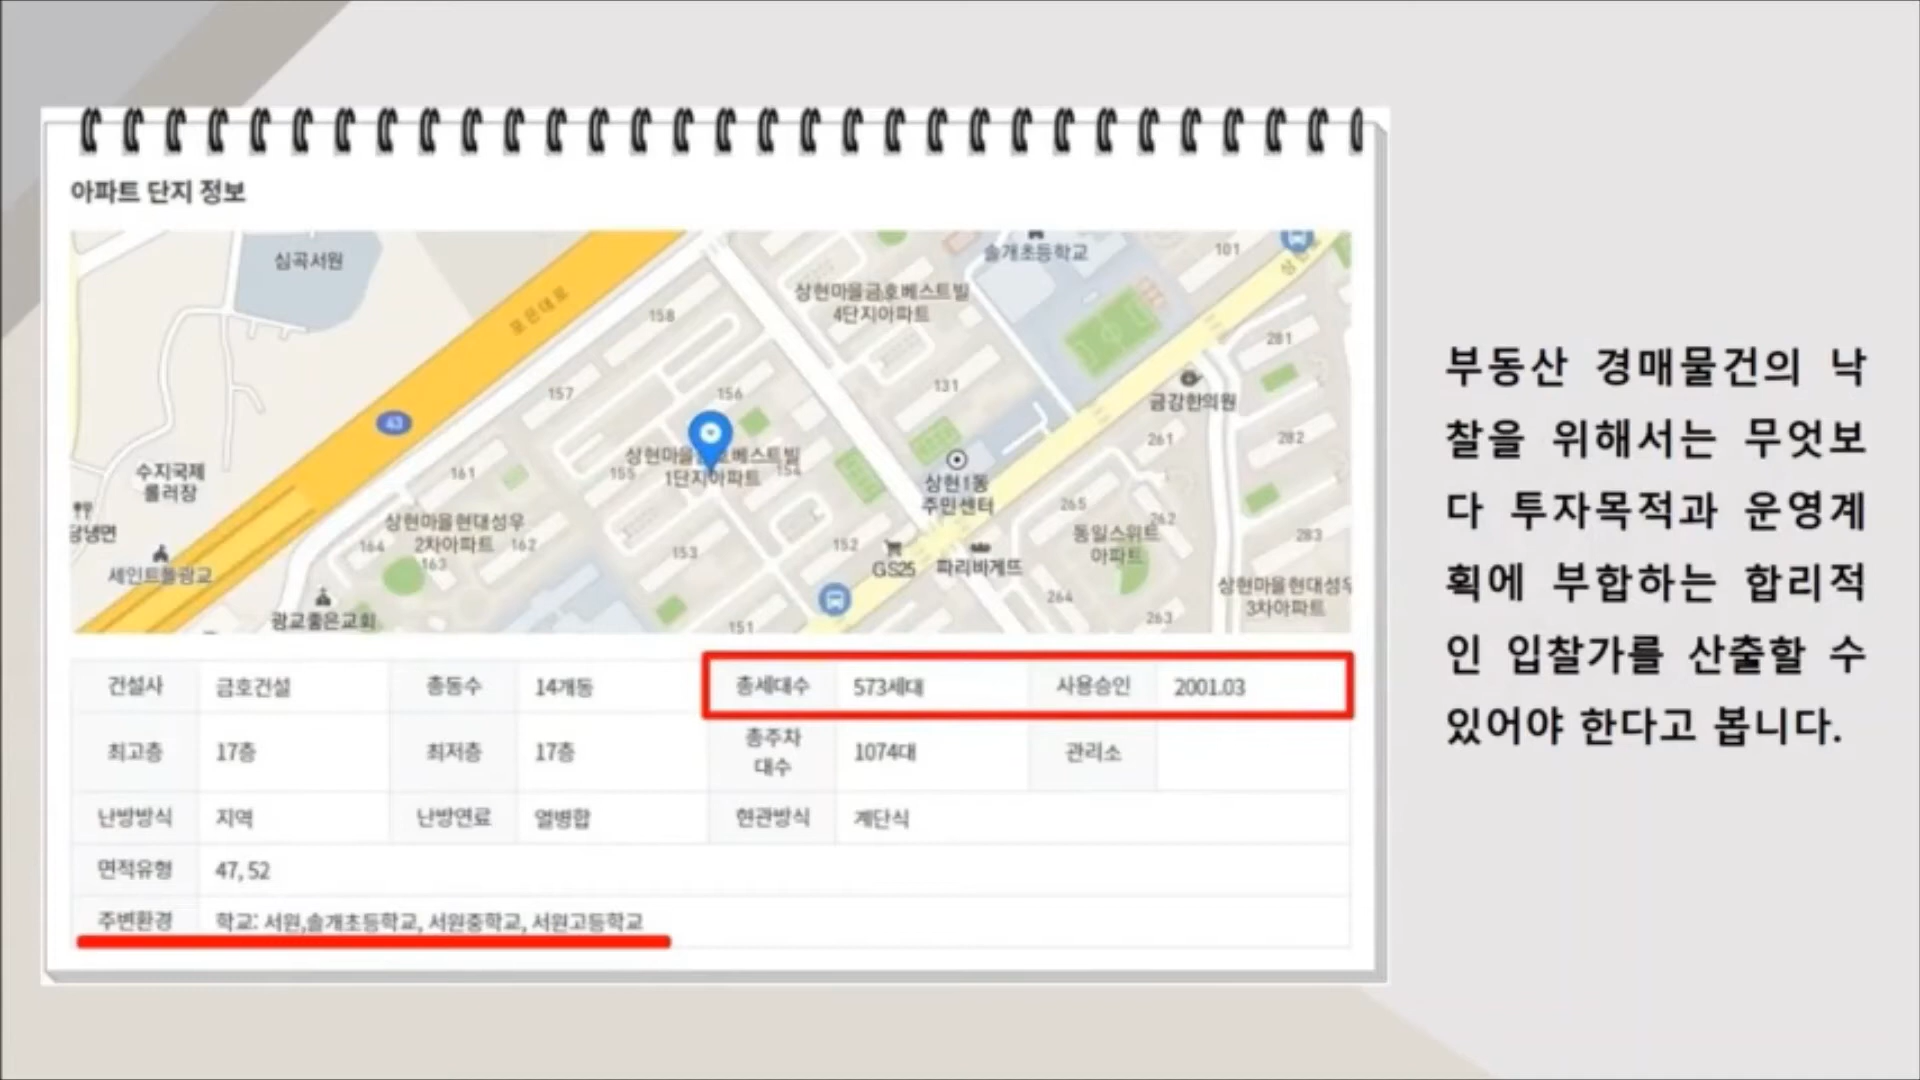 아파트 단지 정보
심곡서원
포은대로
43
수지국제
롤러장
당냉면
세인트폴광교
광교좋은교회
158
157
156
161
155
154
상현마을금호베스트빌
1단지아파트
상현마을현대성우
2차아파트
164
162
163
153
152
151
상현마을금호베스트빌
4단지아파트
솔개초등학교
101
131
281
금강한의원
261
282
상현1동
주민센터
265
262
동일스위트
아파트
283
GS25
파리바게뜨
264
263
상현마을현대성우
3차아파트
건설사 금호건설 총동수 14개동 총세대수 573세대 사용승인 2001.03
최고층 17층 최저층 17층 총주차
대수 1074대 관리소
난방방식 지역 난방연료 열병합 현관방식 계단식
면적유형 47, 52
주변환경 학교: 서원,솔개초등학교, 서원중학교, 서원고등학교
부동산 경매물건의 낙
찰을 위해서는 무엇보
다 투자목적과 운영계
획에 부합하는 합리적
인 입찰가를 산출할 수
있어야 한다고 봅니다.